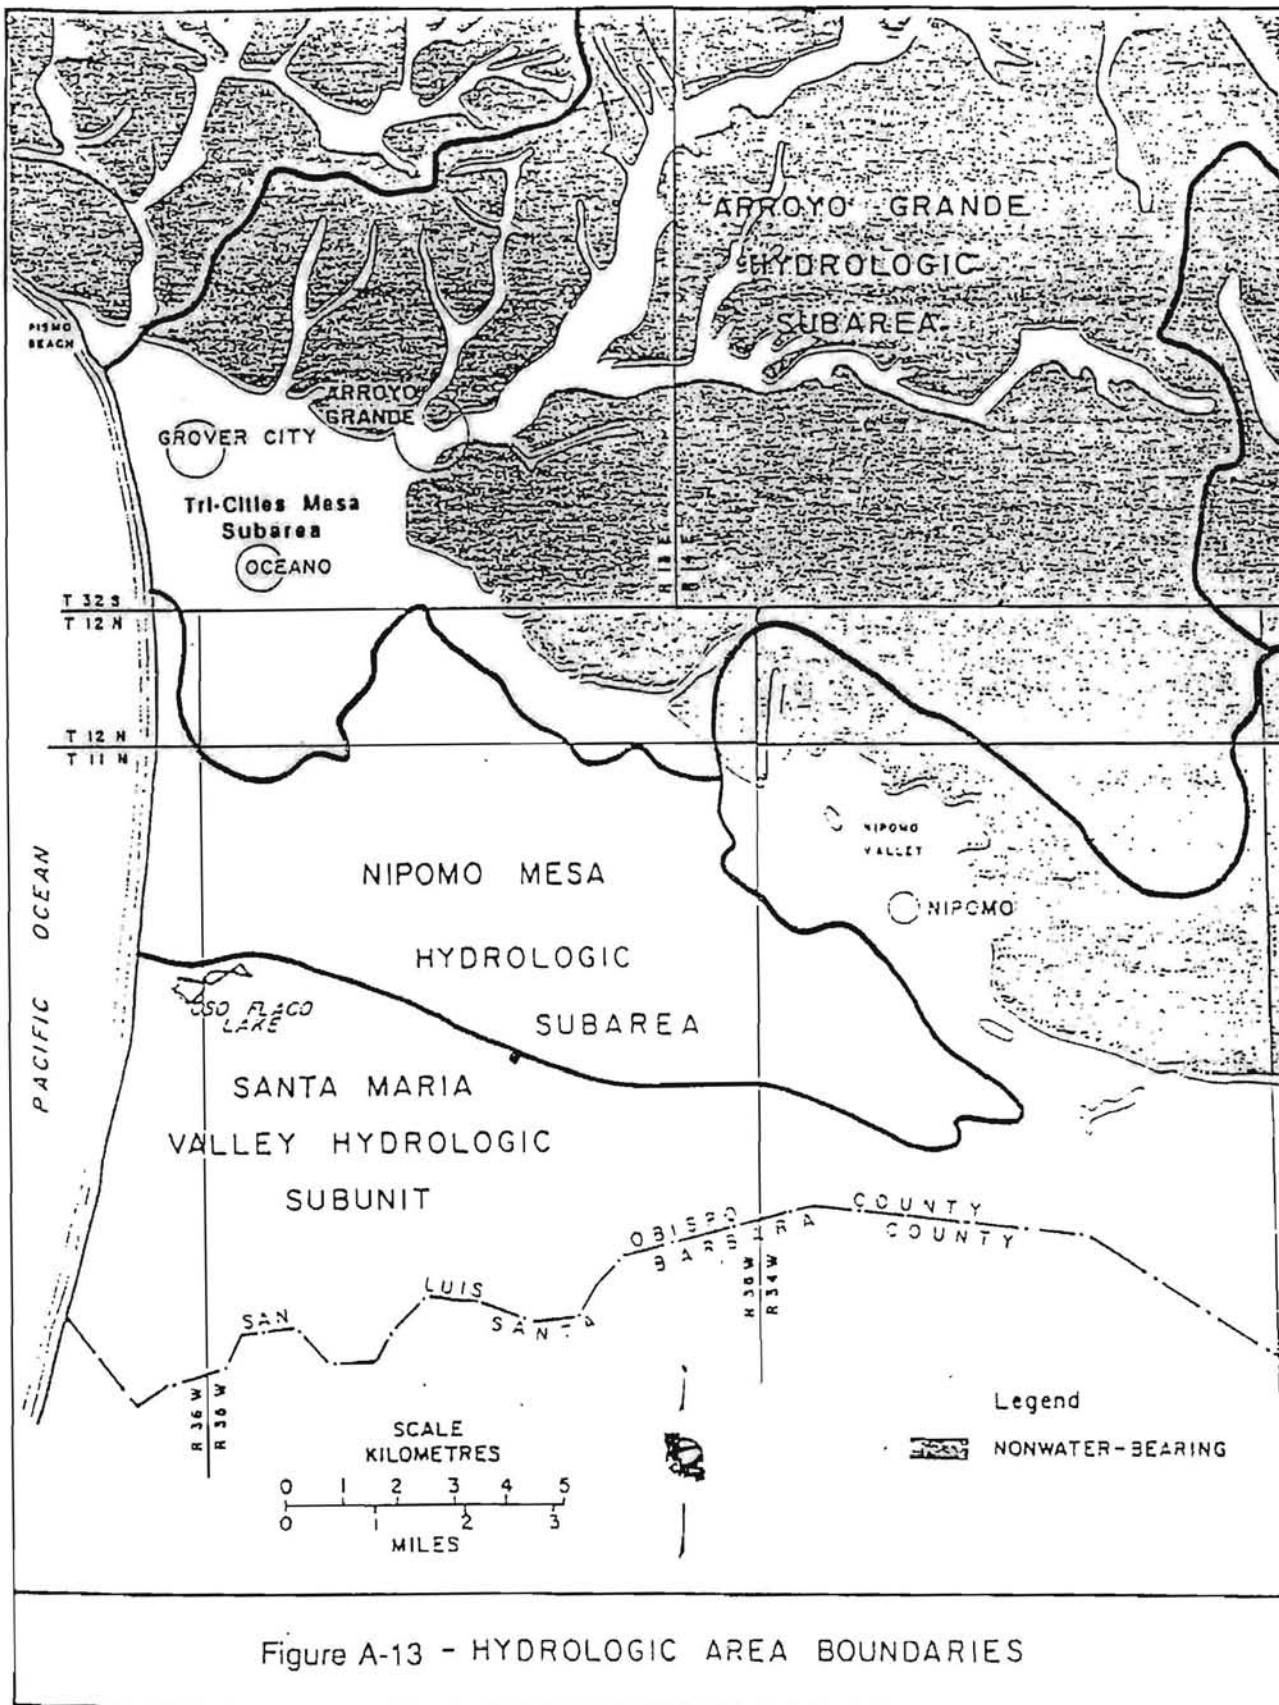 ARROYO GRANDE
HYDROLOGIC
SUBAREA
PISMO
BEACH
ARROYO
GRANDE
GROVER CITY
Tri-Cities Mesa
Subarea
OCEANO
R 13 E
R 14 E
T 32 S
T 12 N
T 12 N
T 11 N
NIPOMO
VALLEY
NIPOMO
PACIFIC OCEAN
NIPOMO MESA
HYDROLOGIC
SUBAREA
OSO FLACO
LAKE
SANTA MARIA
VALLEY HYDROLOGIC
SUBUNIT
SAN LUIS OBISPO COUNTY
SANTA BARBARA COUNTY
R 36 W
R 35 W
R 34 W
SCALE
KILOMETRES
0 1 2 3 4 5
0 1 2 3
MILES
Legend
NONWATER-BEARING
Figure A-13 - HYDROLOGIC AREA BOUNDARIES